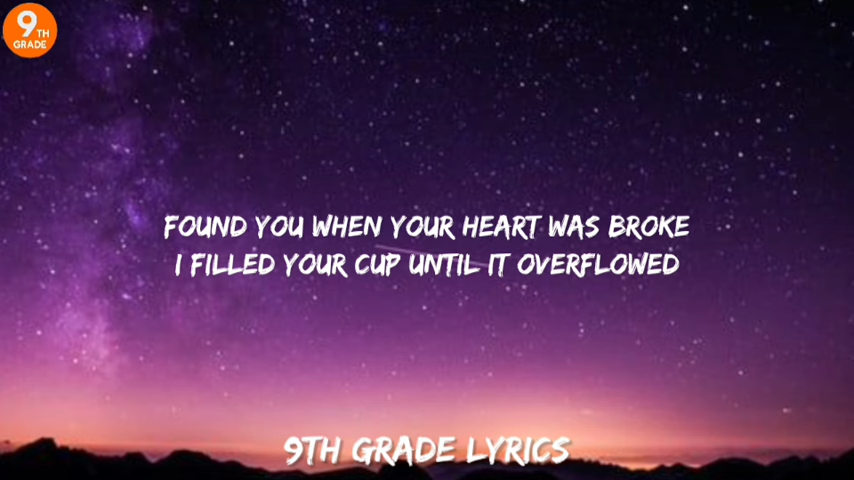 9TH
GRADE
FOUND YOU WHEN YOUR HEART WAS BROKE
I FILLED YOUR CUP UNTIL IT OVERFLOWED
9TH GRADE LYRICS